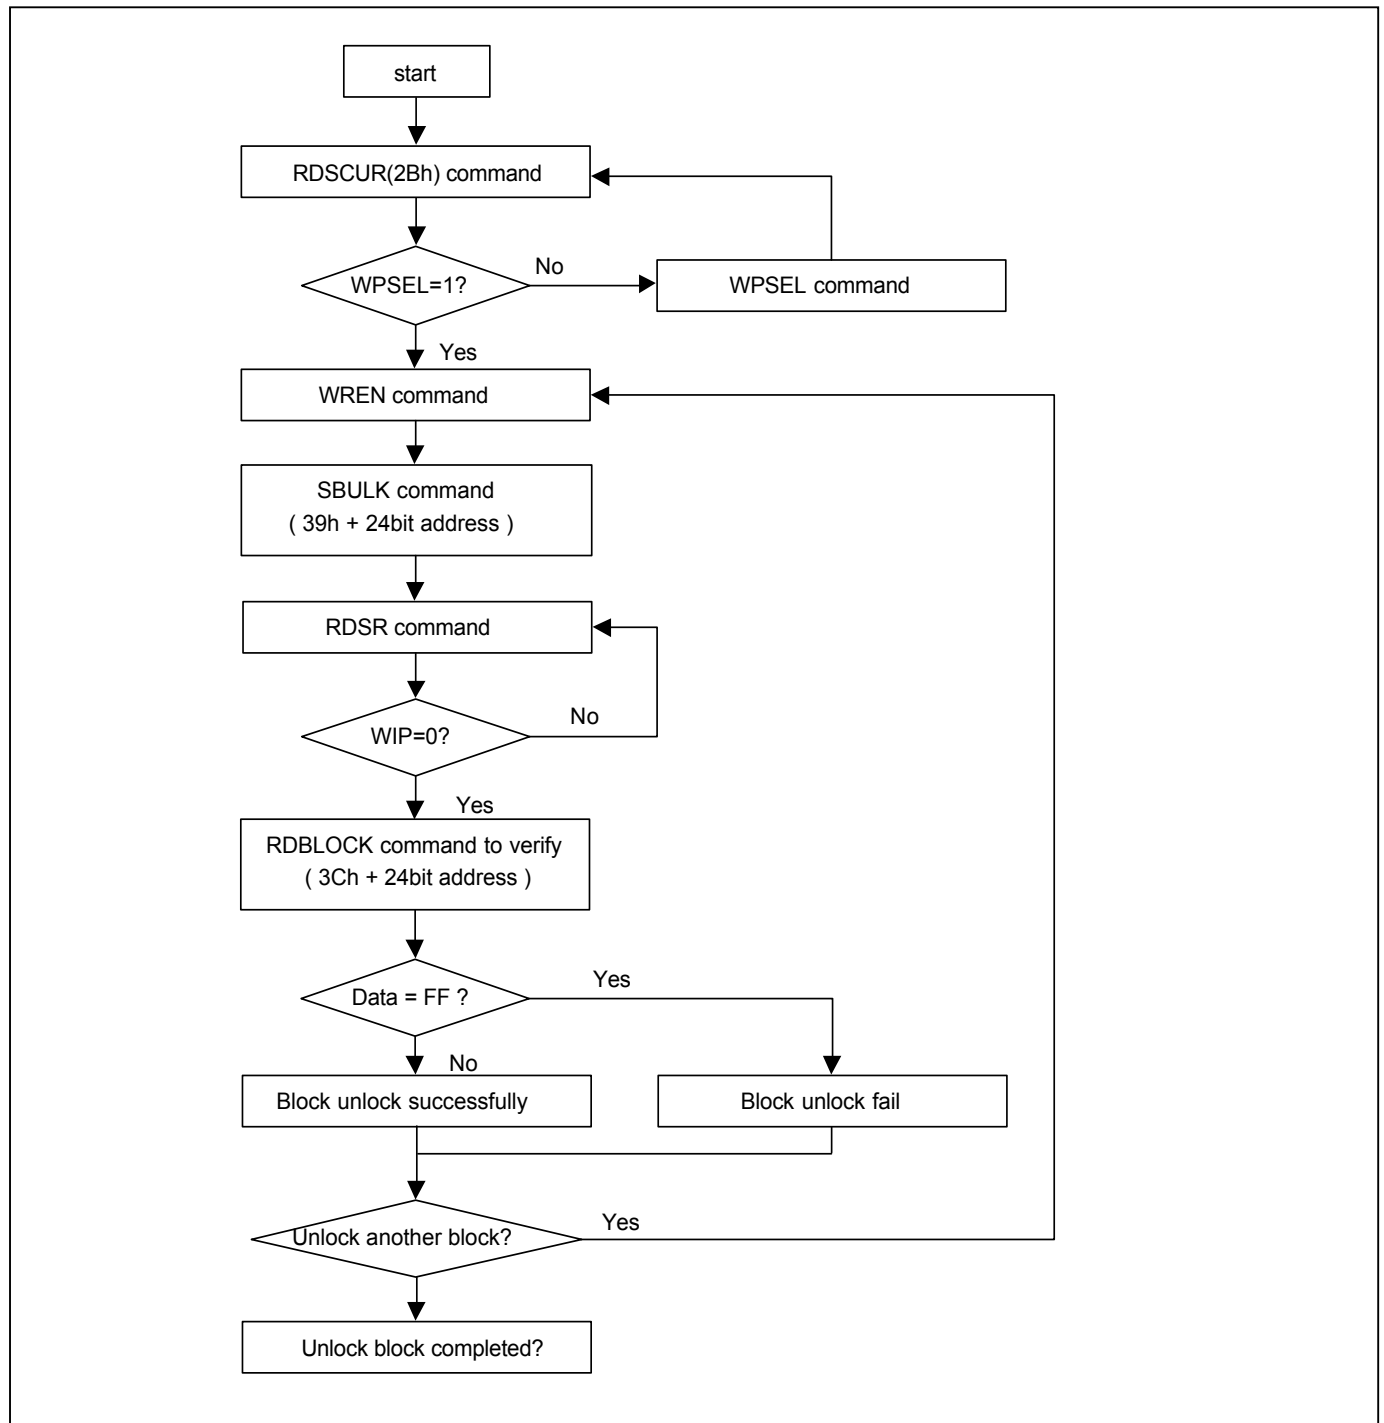 start
RDSCUR(2Bh) command
WPSEL=1?
No
WPSEL command
Yes
WREN command
SBULK command
( 39h + 24bit address )
RDSR command
WIP=0?
No
Yes
RDBLOCK command to verify
( 3Ch + 24bit address )
Data = FF ?
Yes
No
Block unlock successfully
Block unlock fail
Unlock another block?
Yes
Unlock block completed?